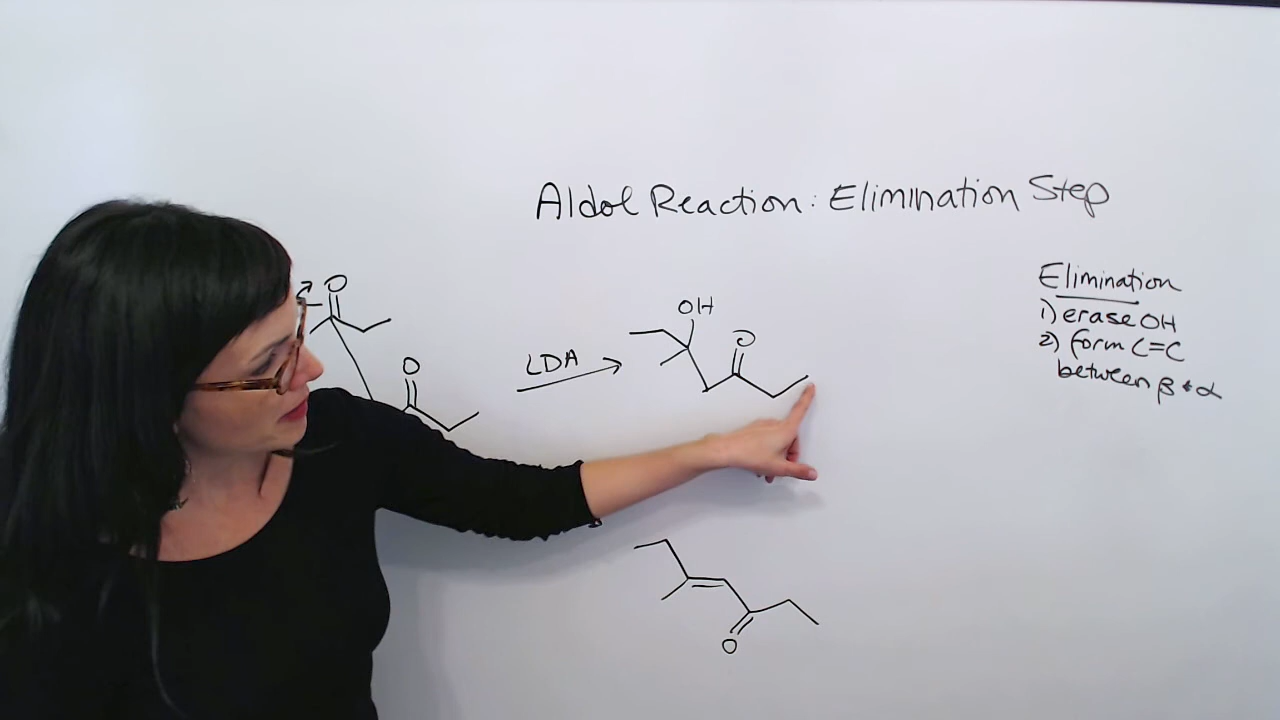 Aldol Reaction: Elimination Step
O
O
LDA
OH
O
O
Elimination
1) erase OH
2) form C=C
between β & α